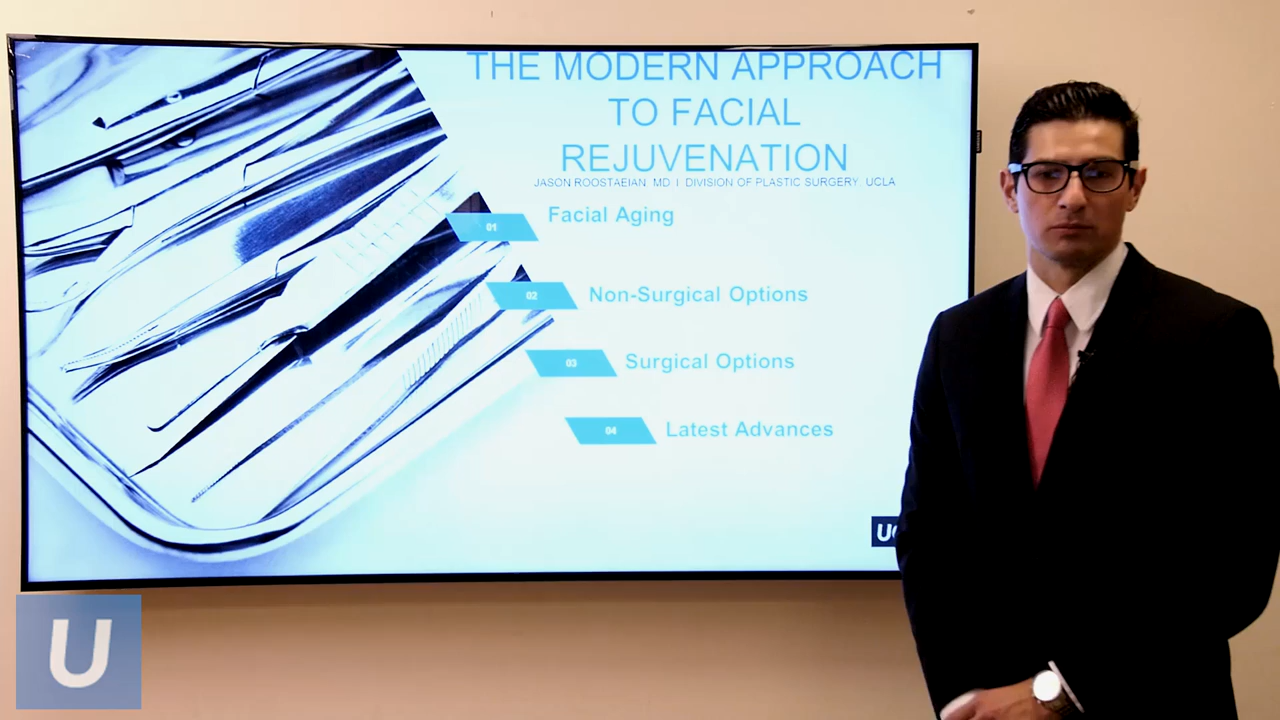 THE MODERN APPROACH
TO FACIAL
REJUVENATION
JASON ROOSTAEIAN MD | DIVISION OF PLASTIC SURGERY UCLA
01 Facial Aging
02 Non-Surgical Options
03 Surgical Options
04 Latest Advances
U